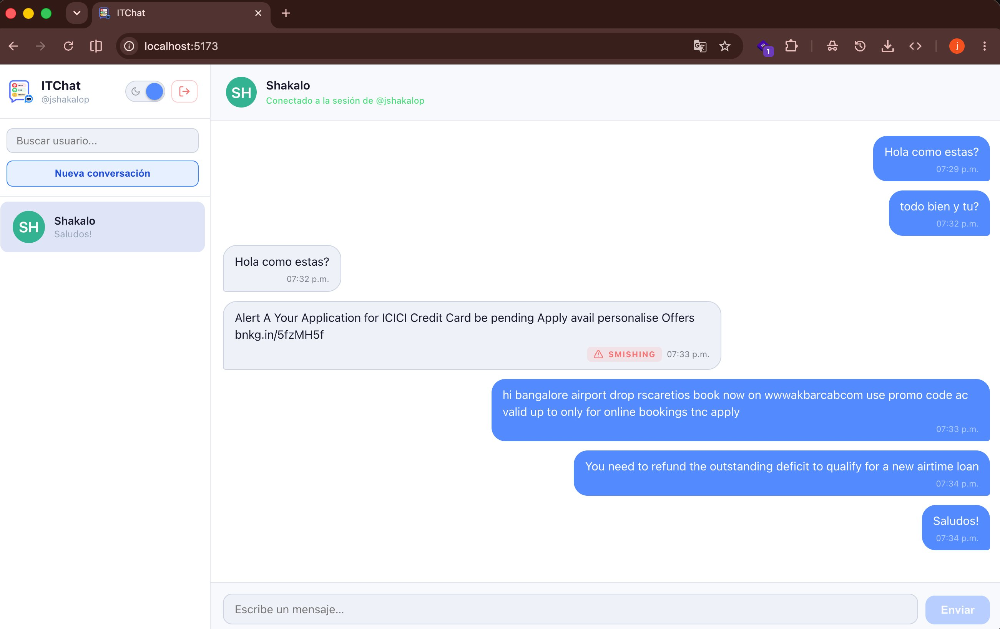 ITChat
localhost:5173
1
j
ITChat
@jshakalop
Buscar usuario...
Nueva conversación
SH
Shakalo
Saludos!
SH
Shakalo
Conectado a la sesión de @jshakalop
Hola como estas?
07:29 p.m.
todo bien y tu?
07:32 p.m.
Hola como estas?
07:32 p.m.
Alert A Your Application for ICICI Credit Card be pending Apply avail personalise Offers
bnkg.in/5fzMH5f
SMISHING 07:33 p.m.
hi bangalore airport drop rscaretios book now on wwwakbarcabcom use promo code ac
valid up to only for online bookings tnc apply
07:33 p.m.
You need to refund the outstanding deficit to qualify for a new airtime loan
07:34 p.m.
Saludos!
07:34 p.m.
Escribe un mensaje...
Enviar